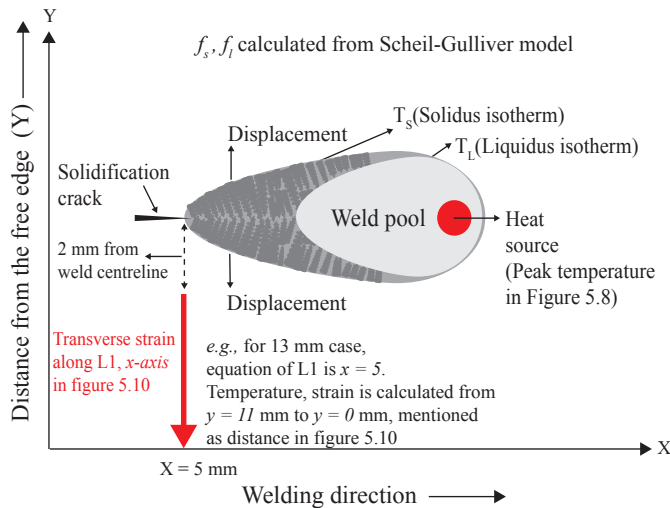 Y
f_s, f_l calculated from Scheil-Gulliver model
T_S(Solidus isotherm)
Displacement
T_L(Liquidus isotherm)
Solidification
crack
Weld pool
Heat
source
(Peak temperature
in Figure 5.8)
2 mm from
weld centreline
Displacement
Transverse strain
along L1, x-axis
in figure 5.10
e.g., for 13 mm case,
equation of L1 is x = 5.
Temperature, strain is calculated from
y = 11 mm to y = 0 mm, mentioned
as distance in figure 5.10
Distance from the free edge (Y)
X
X = 5 mm
Welding direction